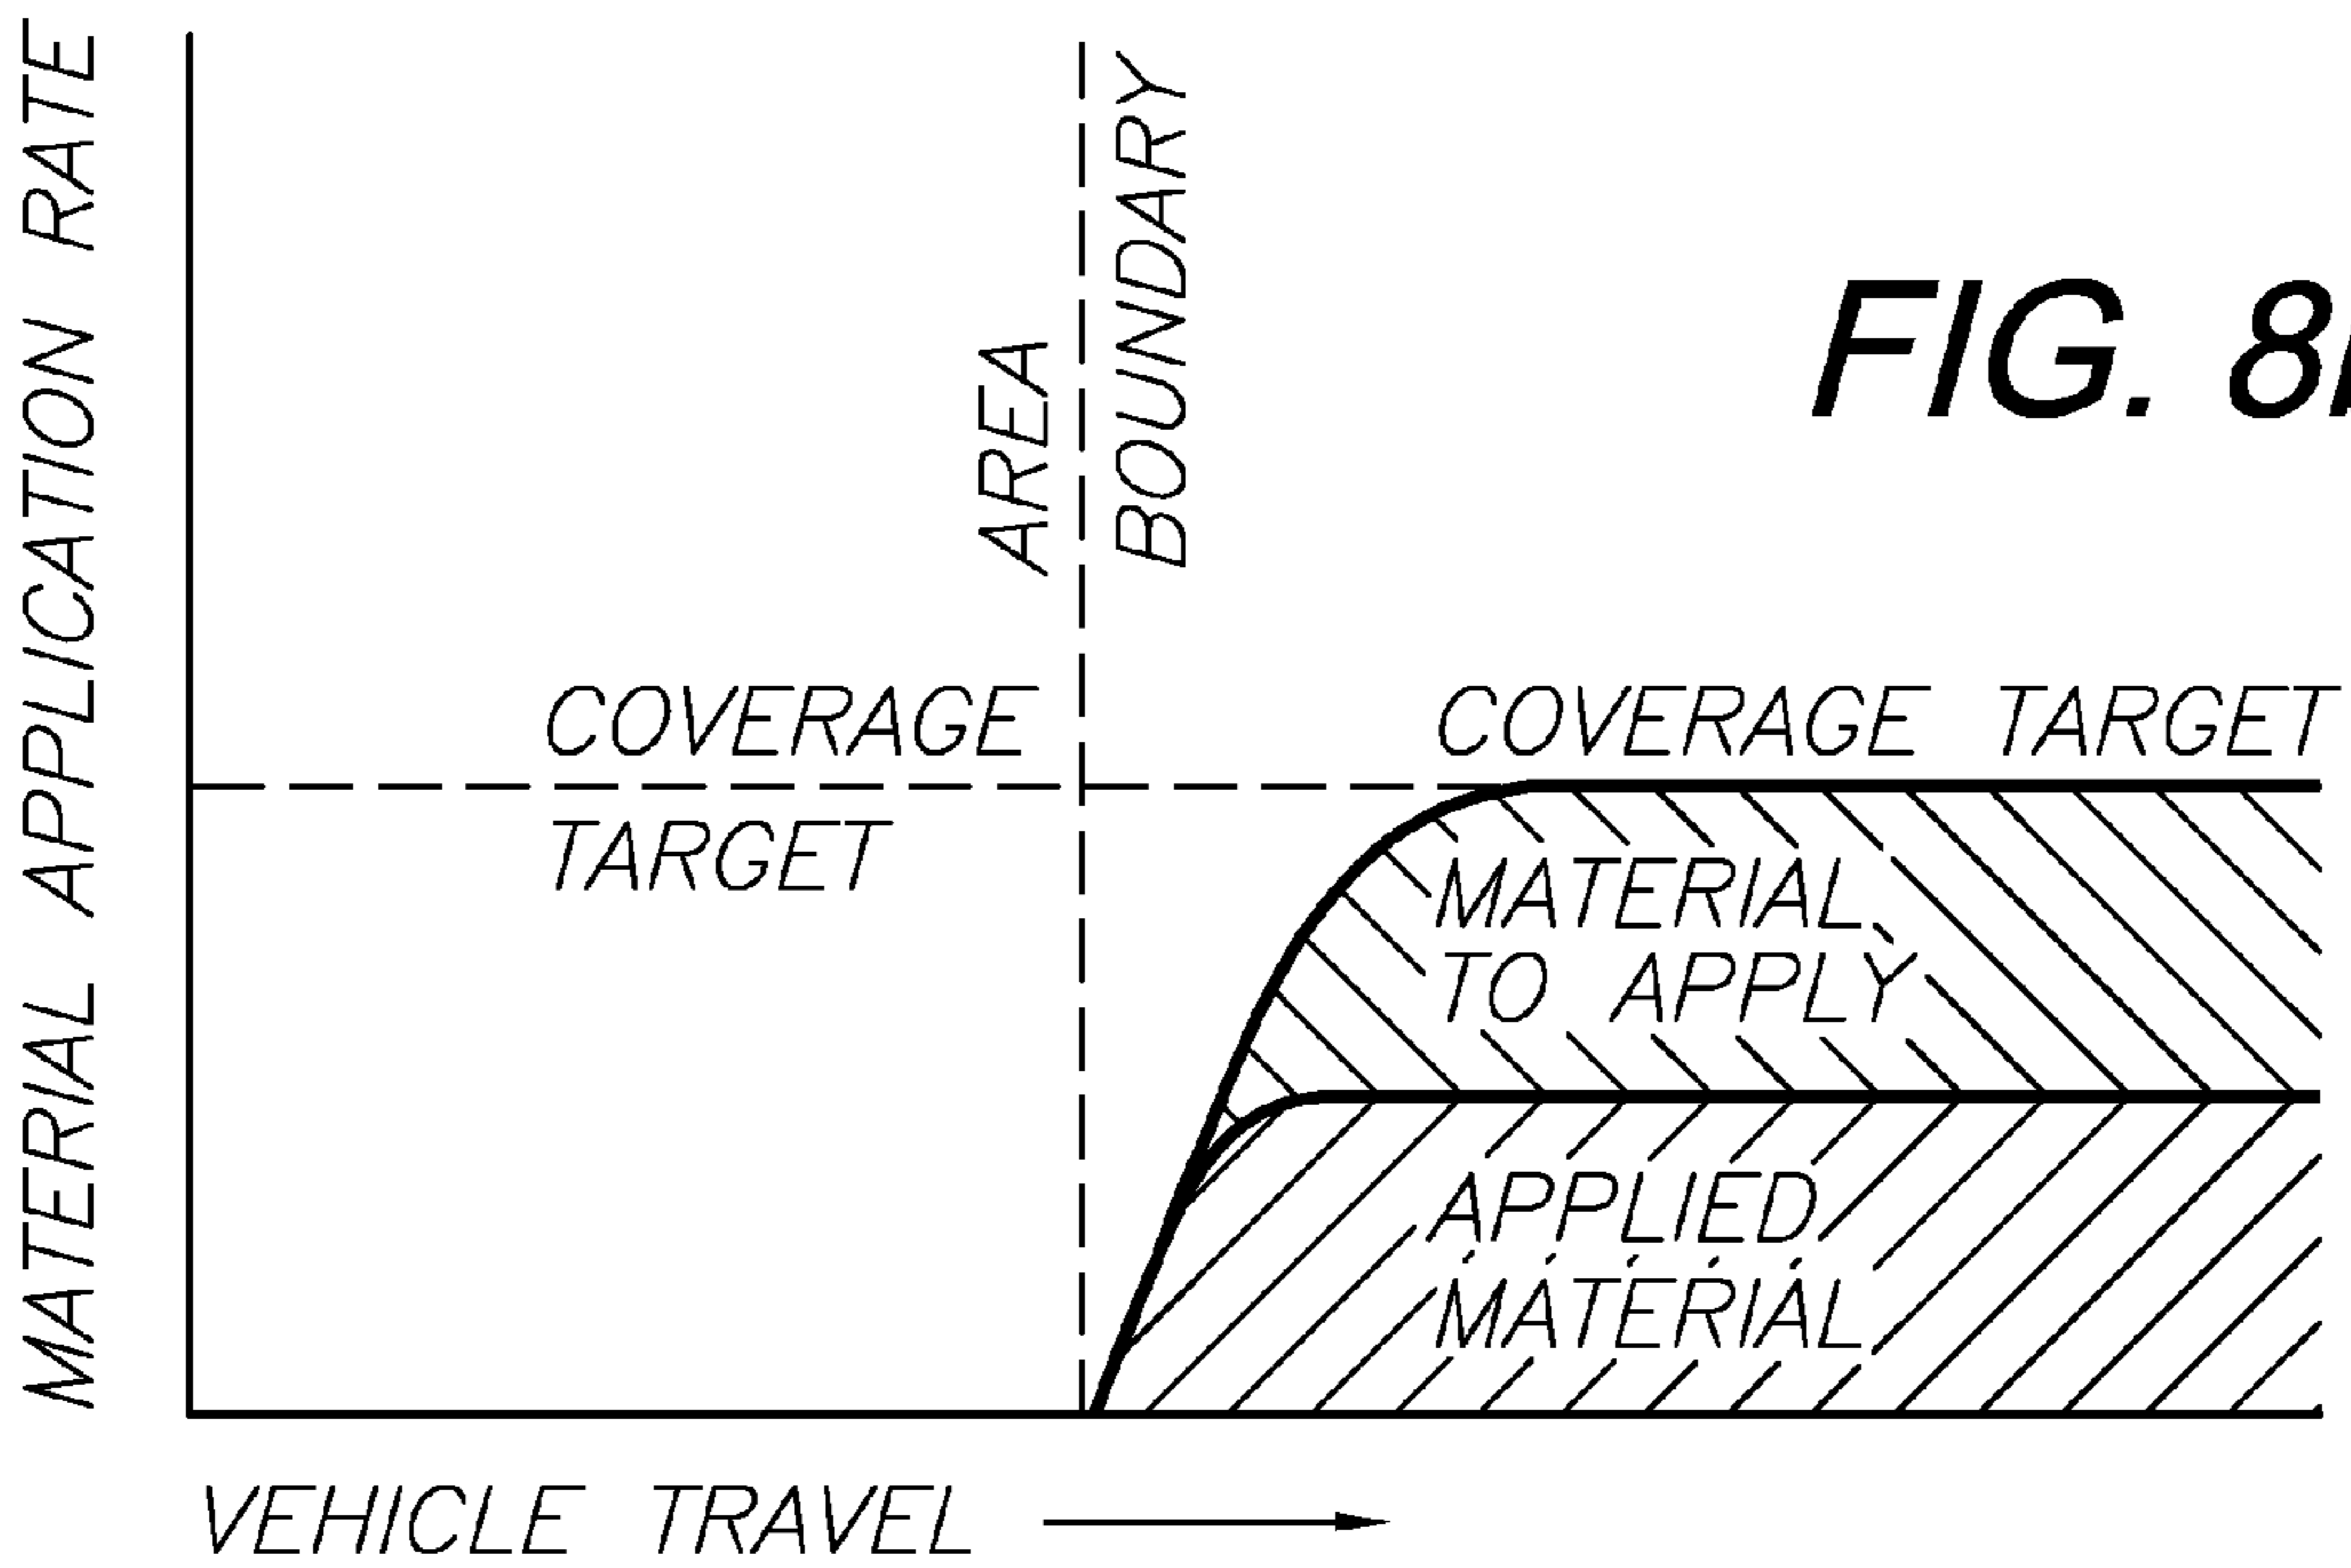 MATERIAL APPLICATION RATE
AREA
BOUNDARY
FIG. 8
COVERAGE
TARGET
COVERAGE TARGET
MATERIAL
TO APPLY
APPLIED
MATERIAL
VEHICLE TRAVEL